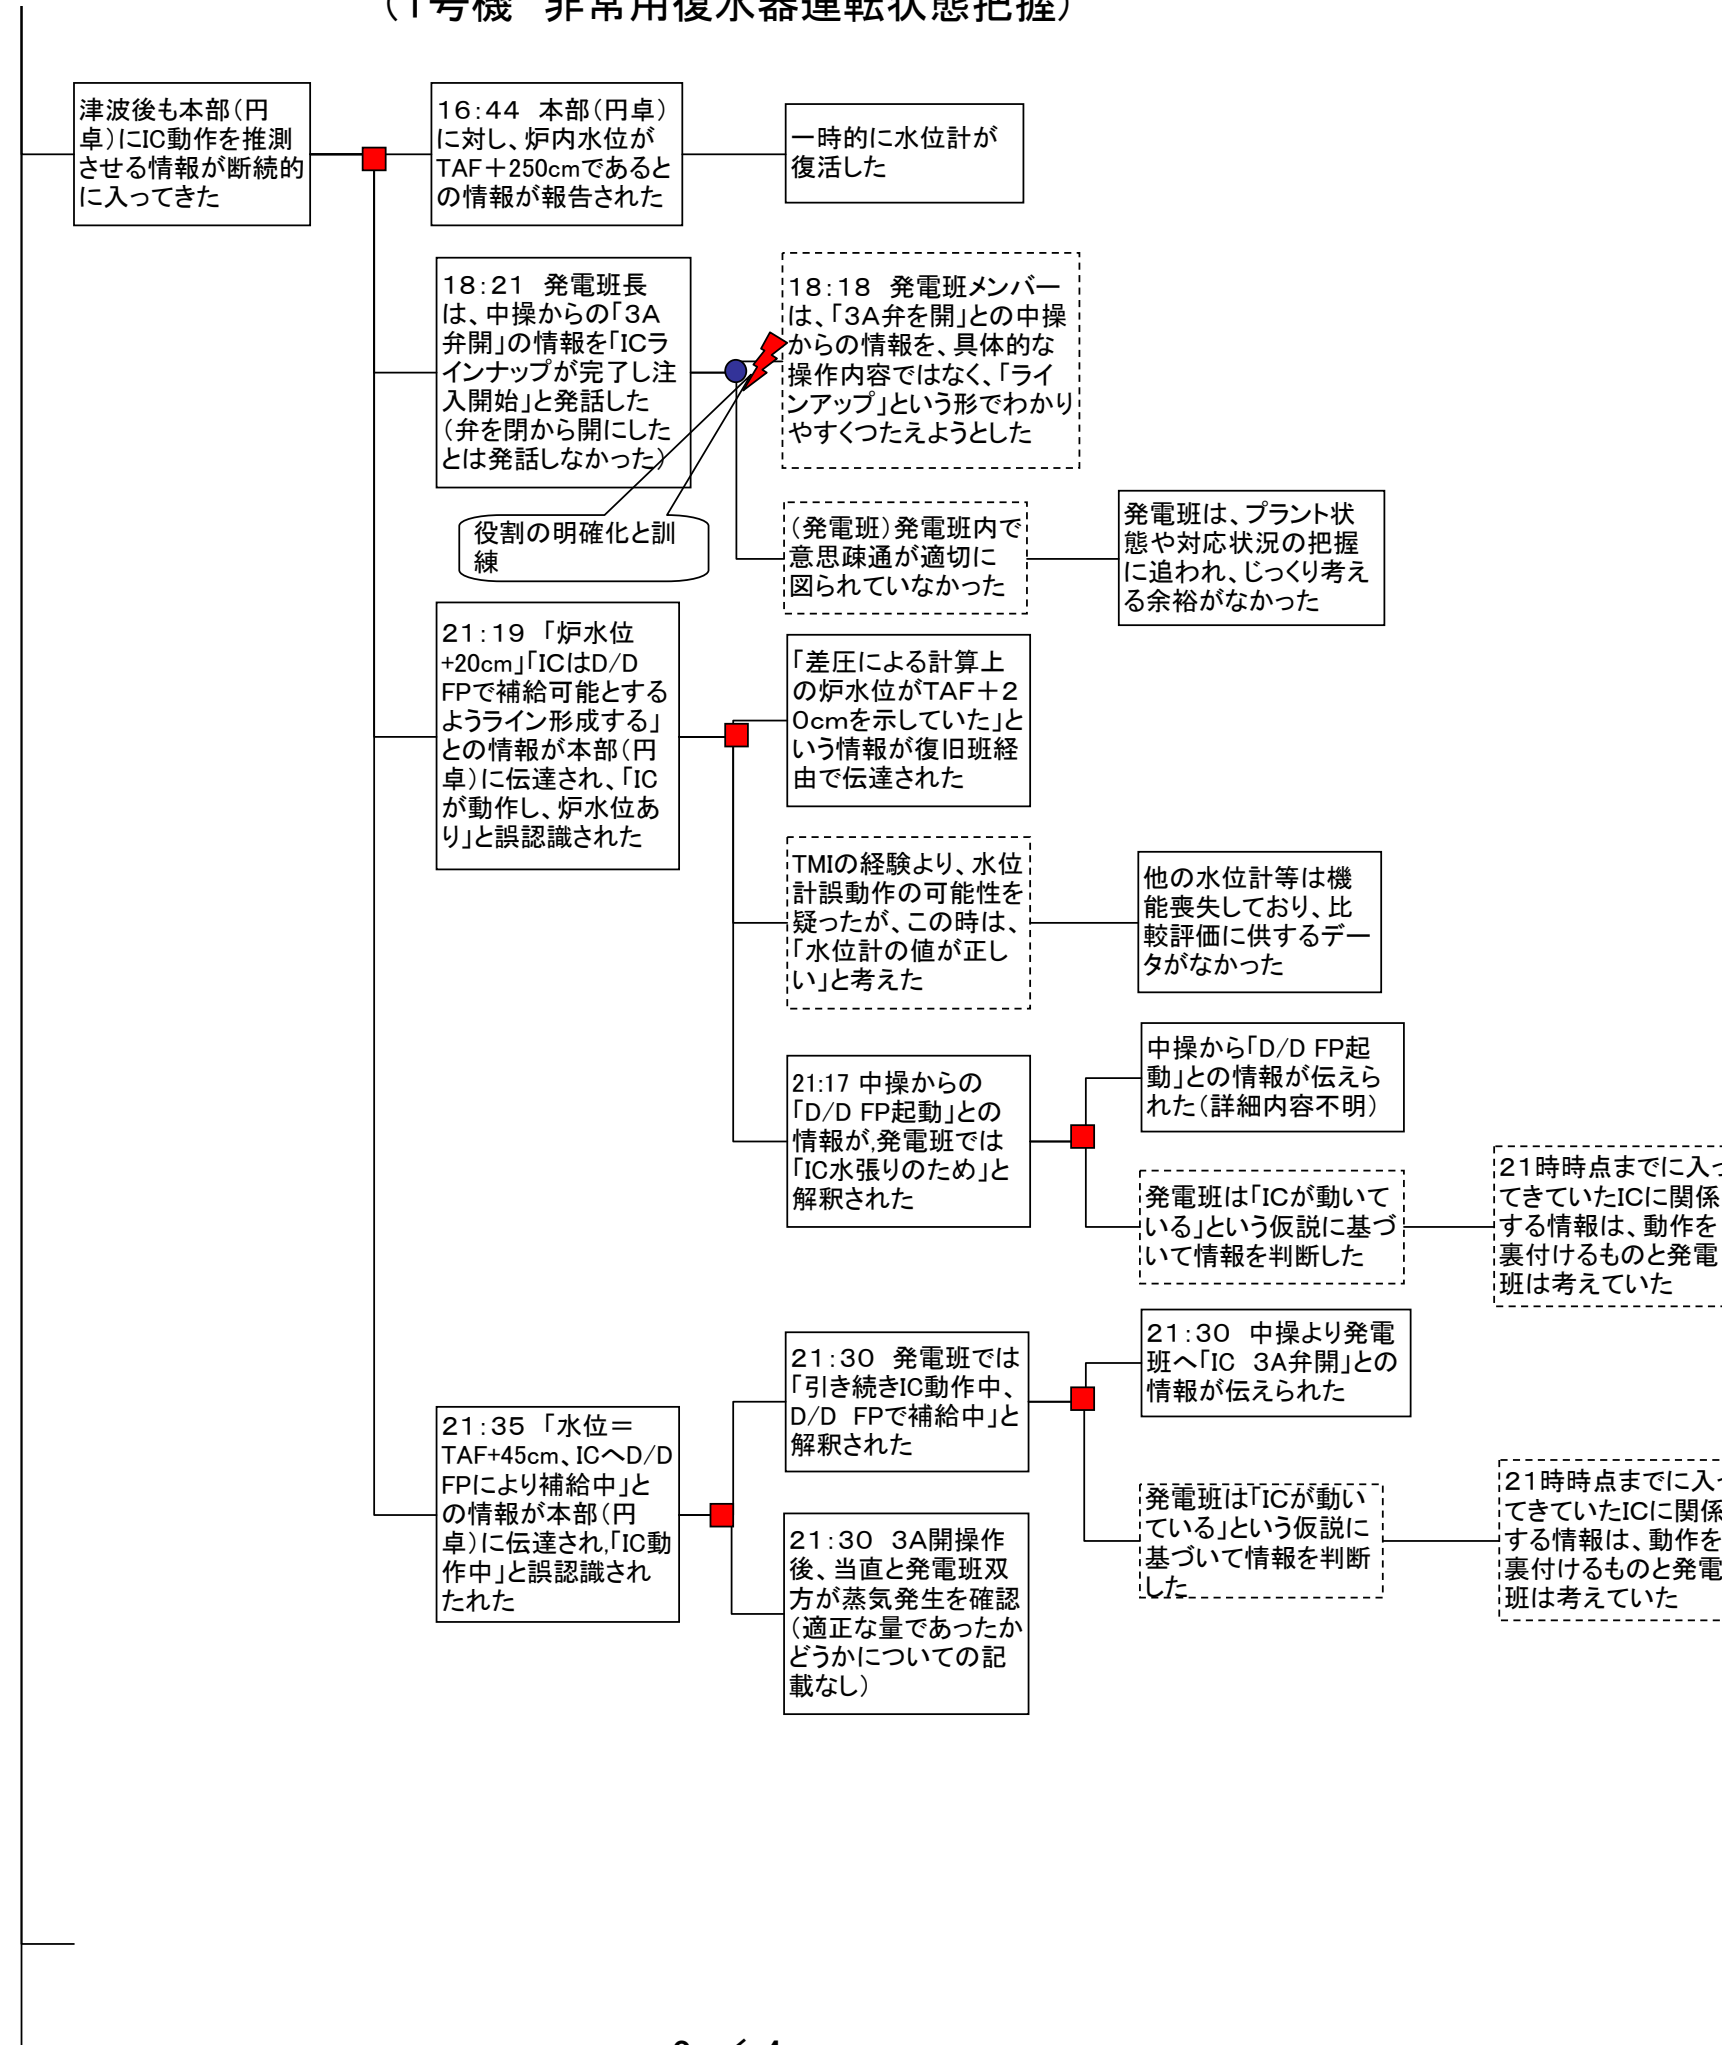 （1号機　非常用復水器運転状態把握）
津波後も本部（円
卓）にIC動作を推測
させる情報が断続的
に入ってきた
１６：４４　本部（円卓）
に対し、炉内水位が
TAF＋250cmであると
の情報が報告された
一時的に水位計が
復活した
１８：２１　発電班長
は、中操からの「３Ａ
弁開」の情報を「ICラ
インナップが完了し注
入開始」と発話した
（弁を閉から開にした
とは発話しなかった）
１８：１８　発電班メンバー
は、「３Ａ弁を開」との中操
からの情報を、具体的な
操作内容ではなく、「ライ
ンアップ」という形でわかり
やすくつたえようとした
役割の明確化と訓
練
（発電班）発電班内で
意思疎通が適切に
図られていなかった
発電班は、プラント状
態や対応状況の把握
に追われ、じっくり考え
る余裕がなかった
２１：１９　「炉水位
+20cm」「ICはD/D
FPで補給可能とする
ようライン形成する」
との情報が本部（円
卓）に伝達され、「IC
が動作し、炉水位あ
り」と誤認識された
「差圧による計算上
の炉水位がＴＡＦ＋２
０ｃｍを示していた」と
いう情報が復旧班経
由で伝達された
TMIの経験より、水位
計誤動作の可能性を
疑ったが、この時は、
「水位計の値が正し
い」と考えた
他の水位計等は機
能喪失しており、比
較評価に供するデー
タがなかった
21:17 中操からの
「D/D FP起動」との
情報が,発電班では
「IC水張りのため」と
解釈された
中操から「D/D FP起
動」との情報が伝えら
れた（詳細内容不明）
発電班は「ICが動いて
いる」という仮説に基づ
いて情報を判断した
２１時時点までに入っ
てきていたICに関係
する情報は、動作を
裏付けるものと発電
班は考えていた
２１：３５　「水位＝
TAF+45cm、ICへD/D
FPにより補給中」と
の情報が本部（円
卓）に伝達され,「IC動
作中」と誤認識され
たれた
２１：３０　発電班では
「引き続きIC動作中、
D/D　FPで補給中」と
解釈された
２１：３０　中操より発電
班へ「IC　3A弁開」との
情報が伝えられた
発電班は「ICが動い
ている」という仮説に
基づいて情報を判断
した
２１時時点までに入っ
てきていたICに関係
する情報は、動作を
裏付けるものと発電
班は考えていた
２１：３０　３Ａ開操作
後、当直と発電班双
方が蒸気発生を確認
（適正な量であったか
どうかについての記
載なし）